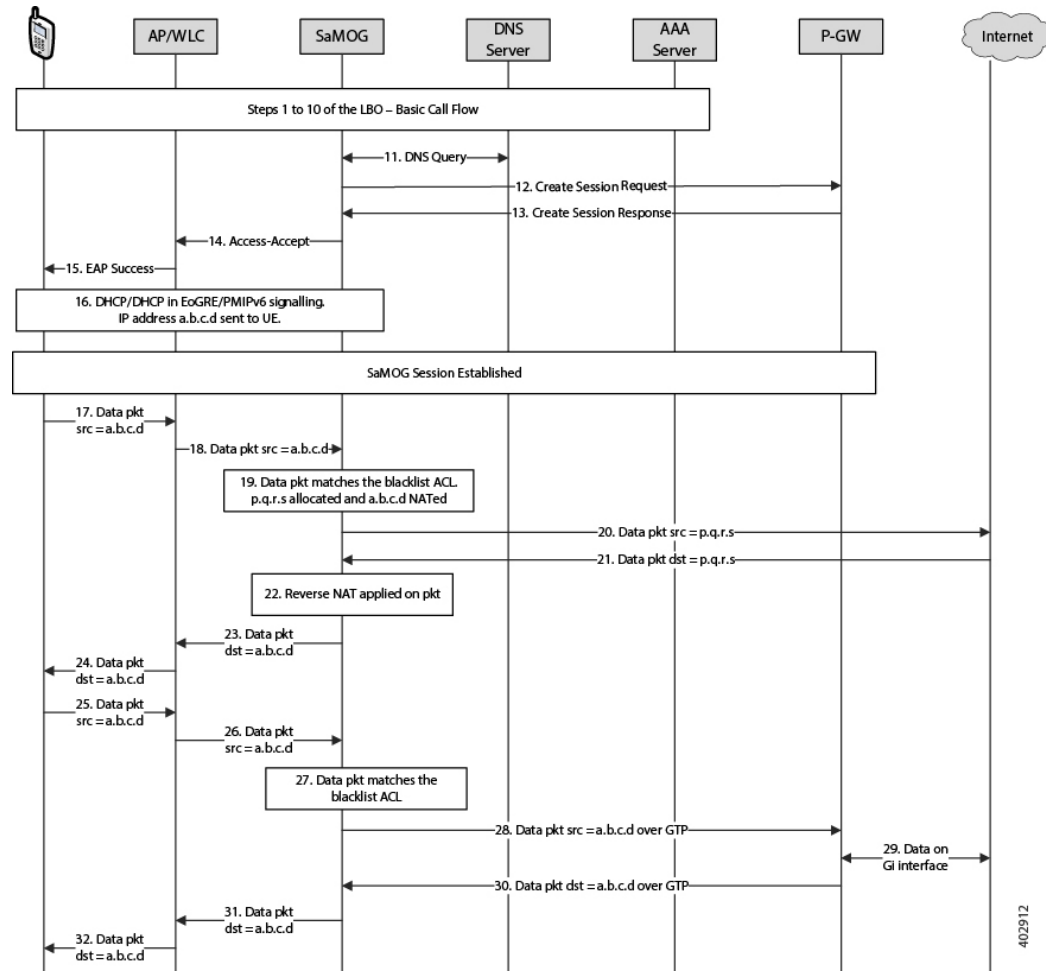 AP/WLC
SaMOG
DNS
Server
AAA
Server
P-GW
Internet
Steps 1 to 10 of the LBO – Basic Call Flow
11. DNS Query
12. Create Session Request
13. Create Session Response
14. Access-Accept
15. EAP Success
16. DHCP/DHCP in EoGRE/PMIPv6 signalling.
IP address a.b.c.d sent to UE.
SaMOG Session Established
17. Data pkt
src = a.b.c.d
18. Data pkt src = a.b.c.d
19. Data pkt matches the blacklist ACL.
p.q.r.s allocated and a.b.c.d NATed
20. Data pkt src = p.q.r.s
21. Data pkt dst = p.q.r.s
22. Reverse NAT applied on pkt
23. Data pkt
dst = a.b.c.d
24. Data pkt
dst = a.b.c.d
25. Data pkt
src = a.b.c.d
26. Data pkt
src = a.b.c.d
27. Data pkt matches the
blacklist ACL
28. Data pkt src = a.b.c.d over GTP
29. Data on
Gi interface
30. Data pkt dst = a.b.c.d over GTP
31. Data pkt
dst = a.b.c.d
32. Data pkt
dst = a.b.c.d
402912